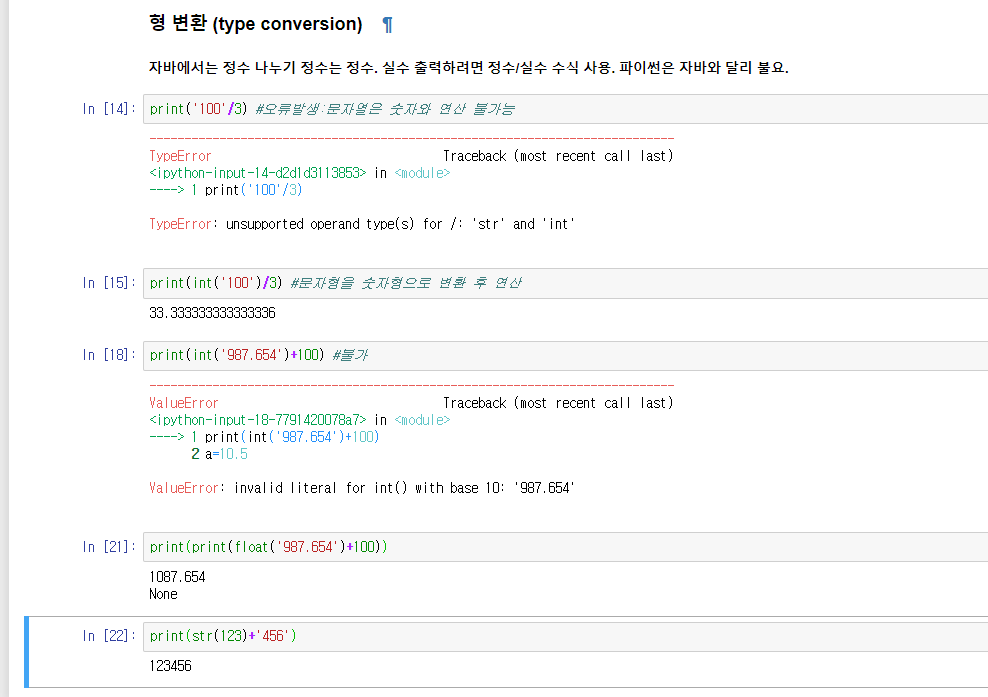 형 변환 (type conversion) ¶
자바에서는 정수 나누기 정수는 정수. 실수 출력하려면 정수/실수 수식 사용. 파이썬은 자바와 달리 불요.
In [14]: print('100'/3) #오류발생:문자열은 숫자와 연산 불가능
---------------------------------------------------------------------------
TypeError Traceback (most recent call last)
<ipython-input-14-d2d1d3113853> in <module>
----> 1 print('100'/3)
TypeError: unsupported operand type(s) for /: 'str' and 'int'
In [15]: print(int('100')/3) #문자형을 숫자형으로 변환 후 연산
33.333333333333336
In [18]: print(int('987.654')+100) #불가
---------------------------------------------------------------------------
ValueError Traceback (most recent call last)
<ipython-input-18-7791420078a7> in <module>
----> 1 print(int('987.654')+100)
2 a=10.5
ValueError: invalid literal for int() with base 10: '987.654'
In [21]: print(print(float('987.654')+100))
1087.654
None
In [22]: print(str(123)+'456')
123456